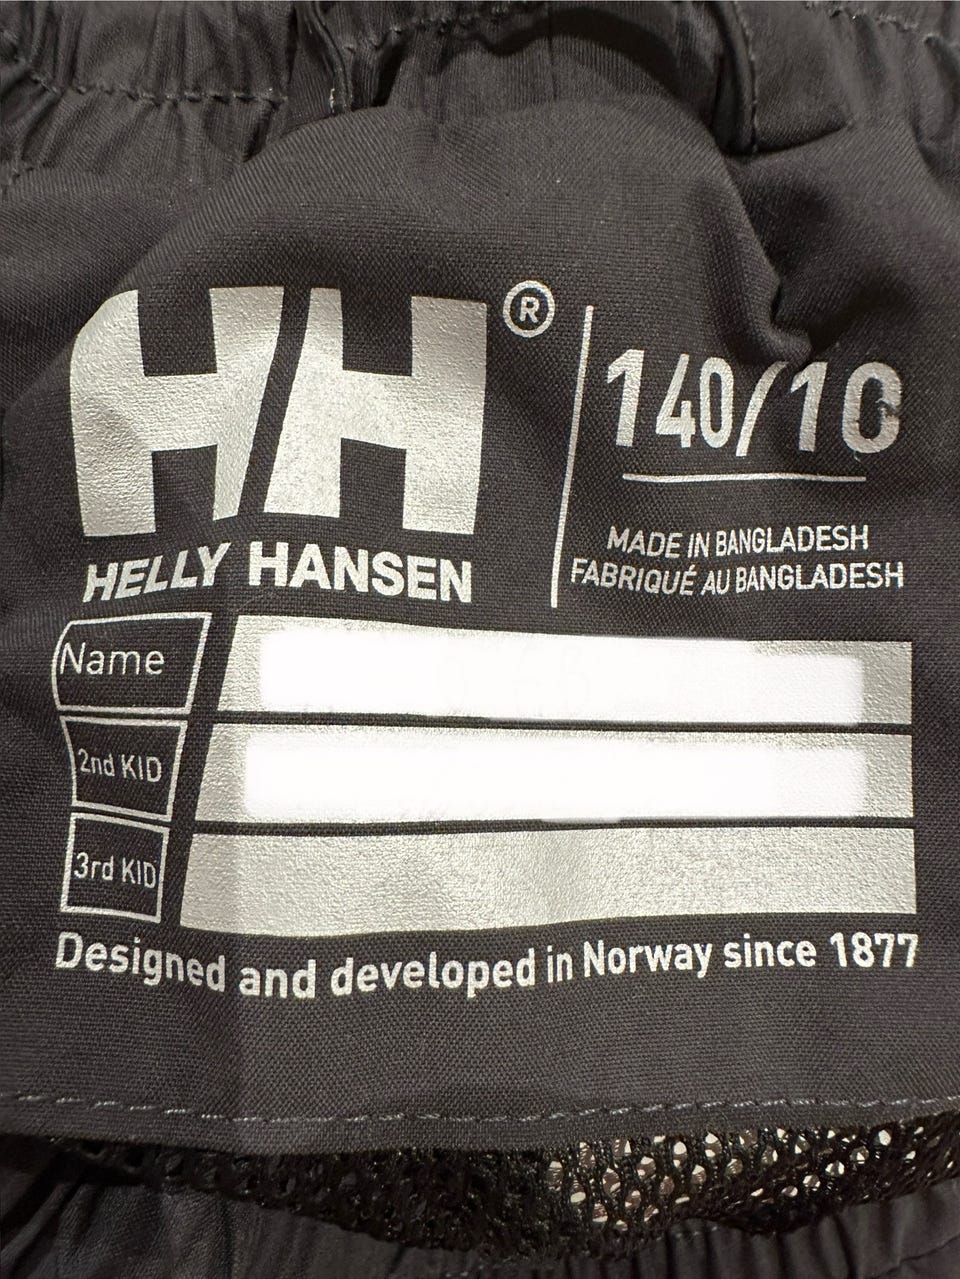 HH®
HELLY HANSEN
140/10
MADE IN BANGLADESH
FABRIQUÉ AU BANGLADESH
Name
2nd KID
3rd KID
Designed and developed in Norway since 1877